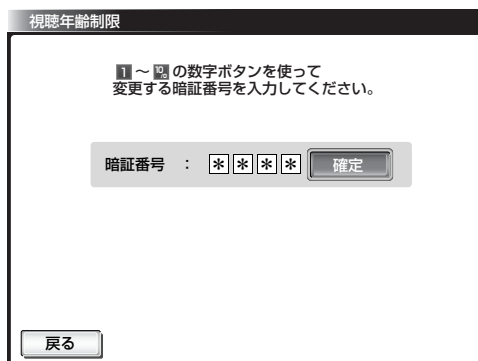 視聴年齢制限
1 ～ 10 の数字ボタンを使って
変更する暗証番号を入力してください。
暗証番号 ： ＊ ＊ ＊ ＊ 確定
戻る